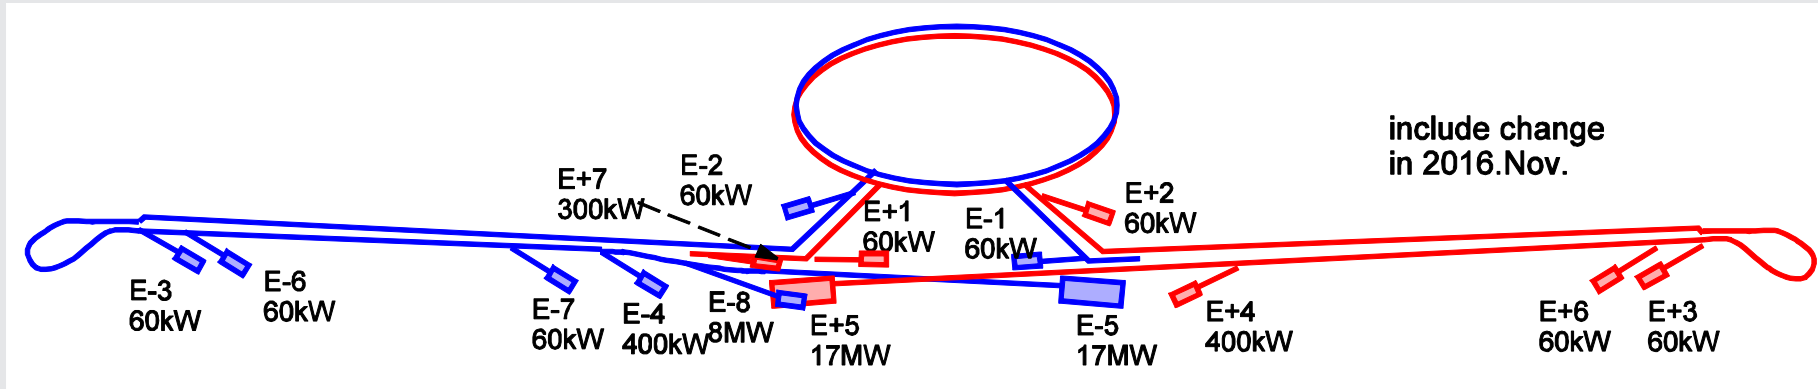 include change
in 2016.Nov.
E+7
300kW
E-2
60kW
E+1
60kW
E-1
60kW
E+2
60kW
E-3
60kW
E-6
60kW
E-7
60kW
E-4
400kW
E-8
8MW
E+5
17MW
E-5
17MW
E+4
400kW
E+6
60kW
E+3
60kW